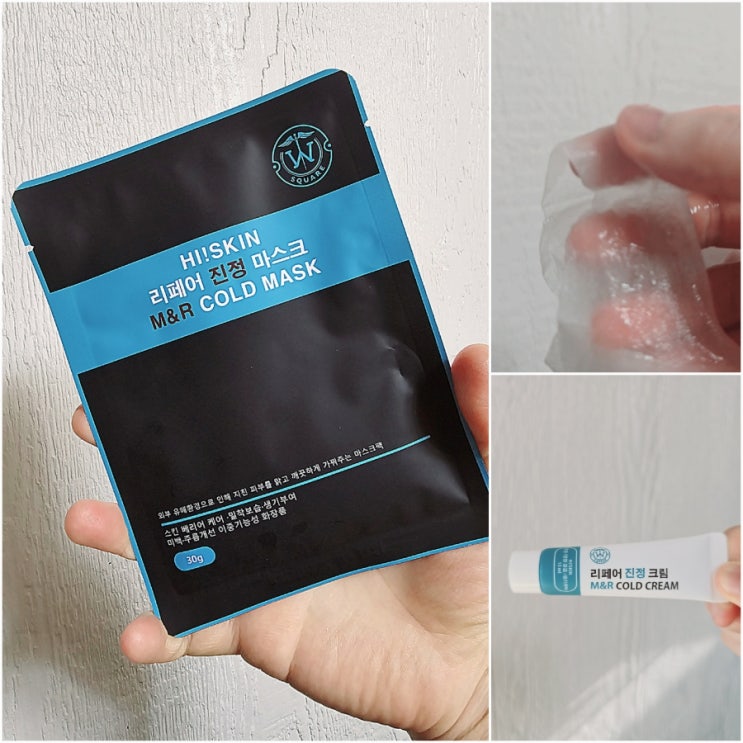 W
SQUARE
HI!SKIN
리페어 진정 마스크
M&R COLD MASK
외부 유해환경으로 인해 지친 피부를 맑고 깨끗하게 가꿔주는 마스크팩
스킨 베리어 케어·밀착보습·생기부여
미백·주름개선 이중기능성 화장품
30g
리페어 진정 크림
M&R COLD CREAM